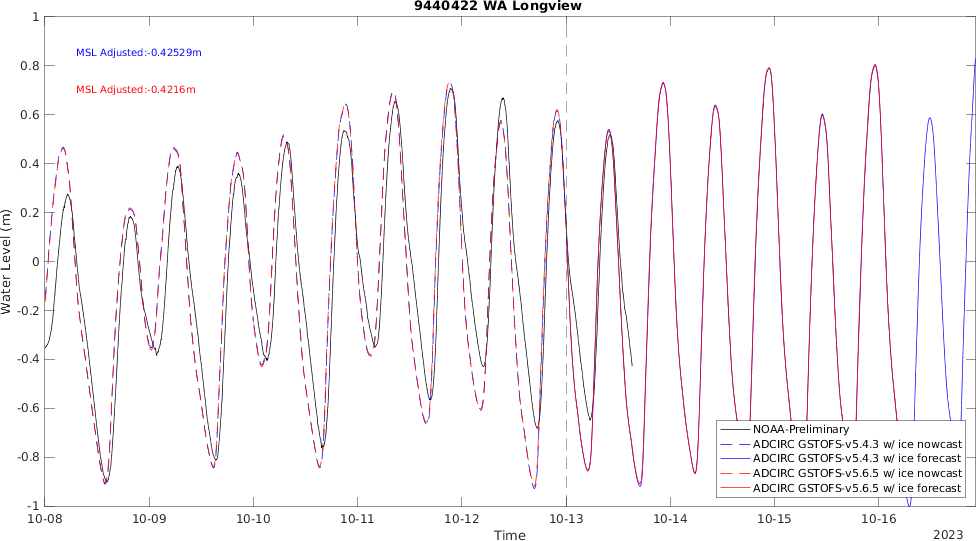 9440422 WA Longview
MSL Adjusted:-0.42529m
MSL Adjusted:-0.4216m
Water Level (m)
1
0.8
0.6
0.4
0.2
0
-0.2
-0.4
-0.6
-0.8
-1
NOAA-Preliminary
ADCIRC GSTOFS-v5.4.3 w/ ice nowcast
ADCIRC GSTOFS-v5.4.3 w/ ice forecast
ADCIRC GSTOFS-v5.6.5 w/ ice nowcast
ADCIRC GSTOFS-v5.6.5 w/ ice forecast
10-08 10-09 10-10 10-11 10-12 10-13 10-14 10-15 10-16
Time
2023